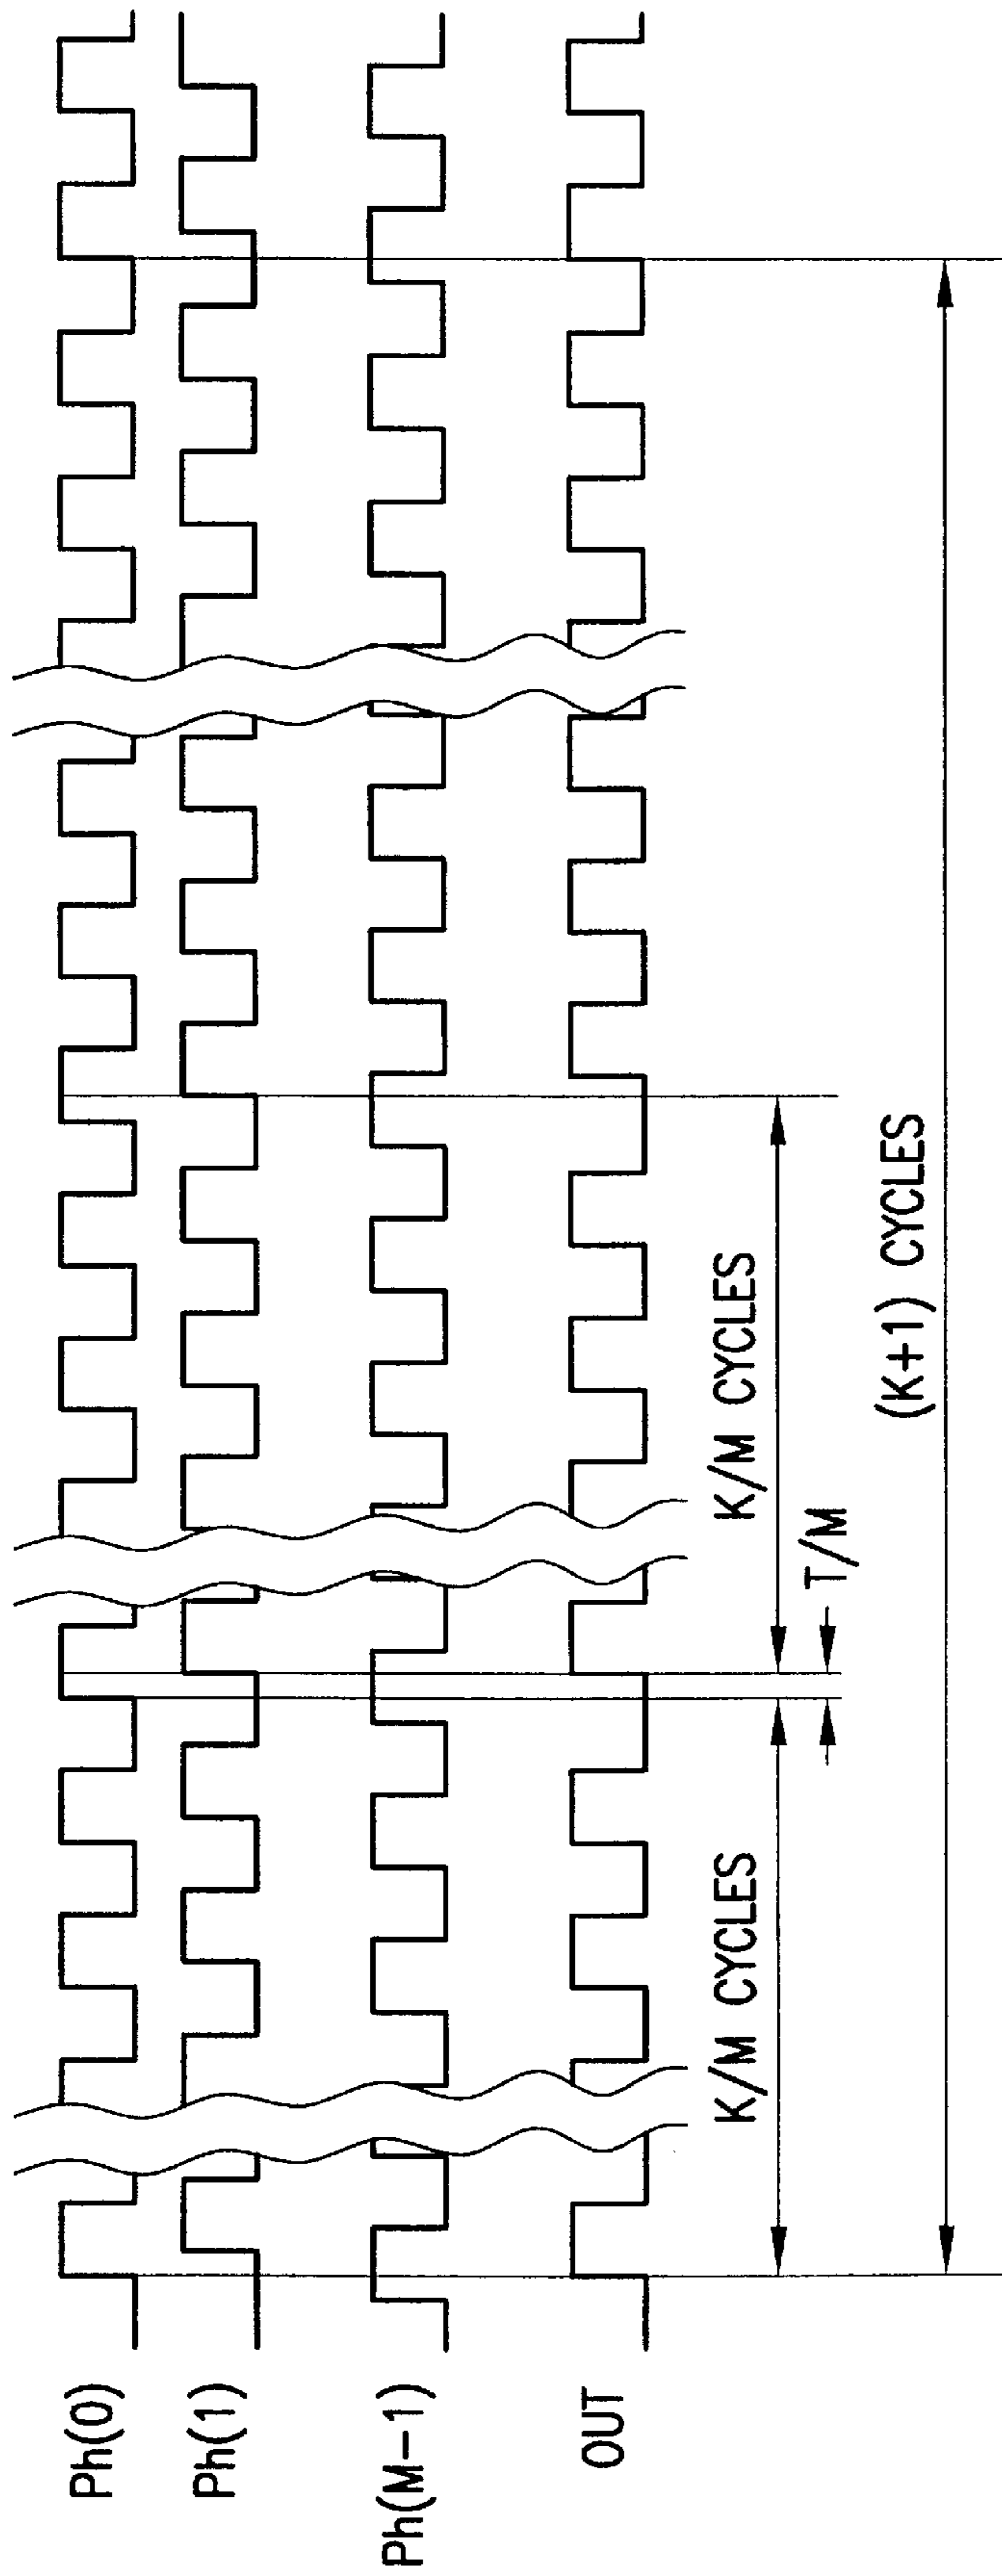 Ph(0)
Ph(1)
Ph(M-1)
OUT
K/M CYCLES
K/M CYCLES
T/M
(K+1) CYCLES